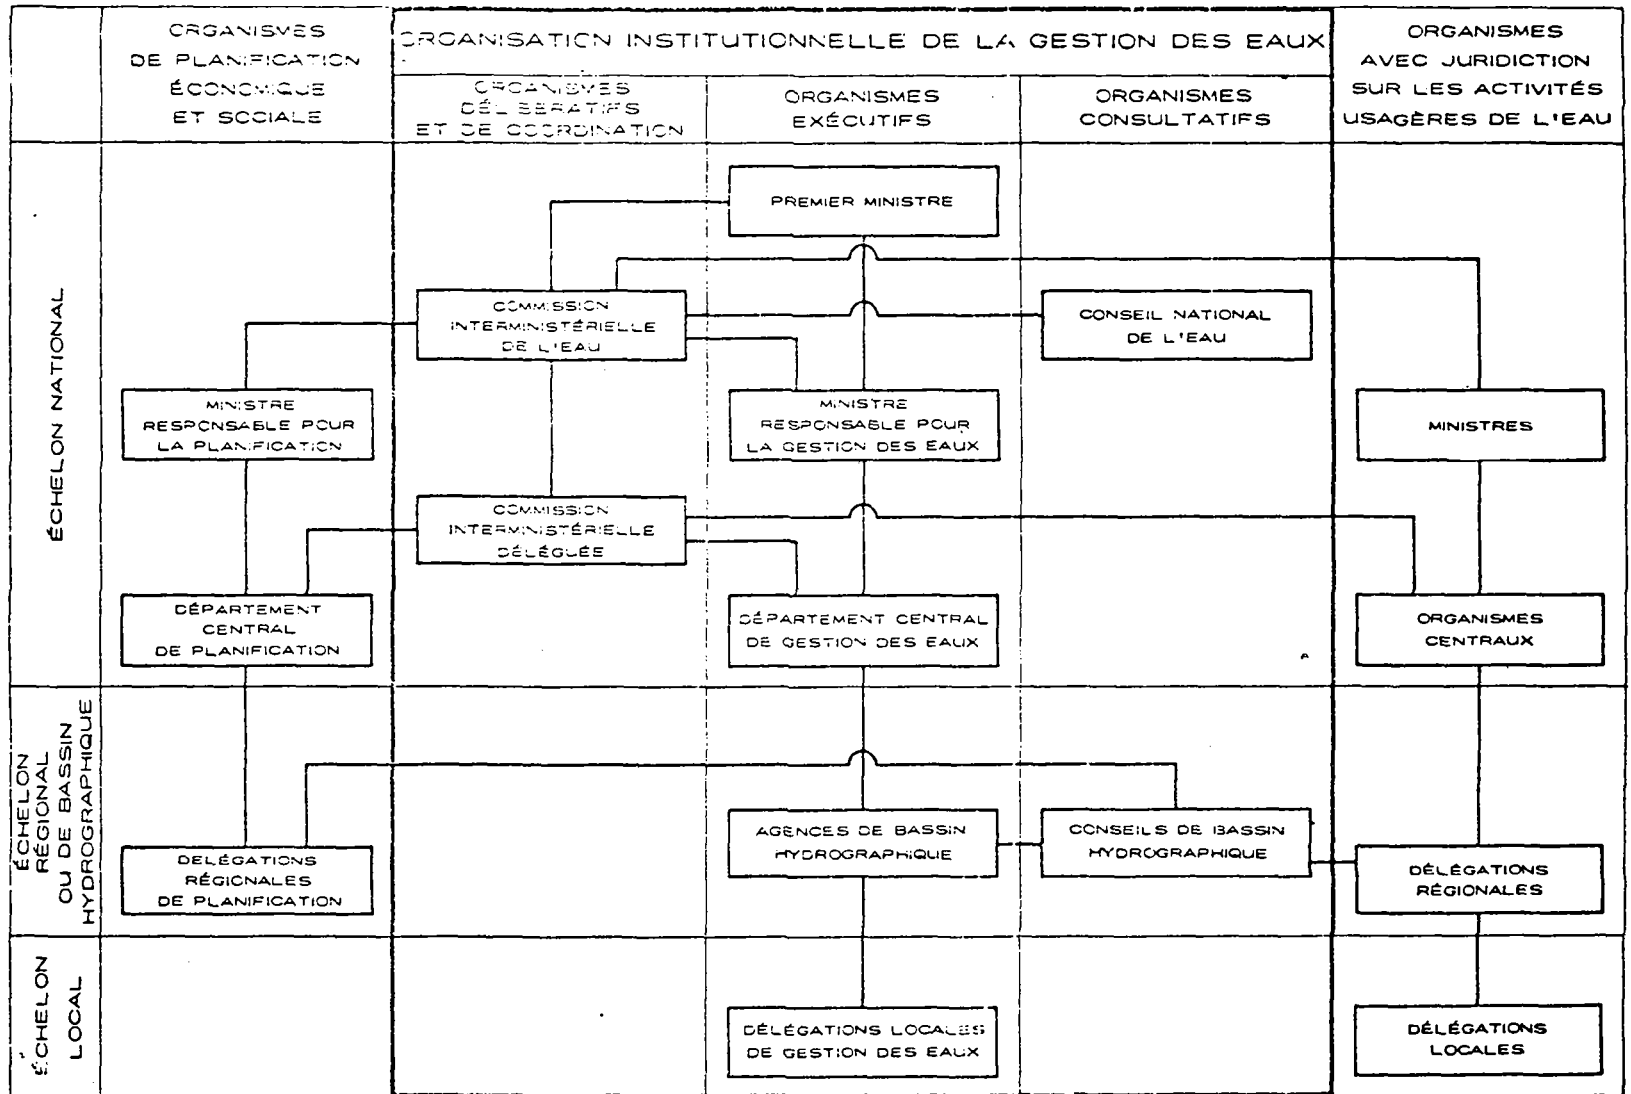 ORGANISMES
DE PLANIFICATION
ÉCONOMIQUE
ET SOCIALE
ORGANISATION INSTITUTIONNELLE DE LA GESTION DES EAUX
ORGANISMES
DÉLIBÉRATIFS
ET DE COORDINATION
ORGANISMES
EXÉCUTIFS
ORGANISMES
CONSULTATIFS
ORGANISMES
AVEC JURIDICTION
SUR LES ACTIVITÉS
USAGÈRES DE L'EAU
ÉCHELON NATIONAL
PREMIER MINISTRE
COMMISSION
INTERMINISTÉRIELLE
DE L'EAU
CONSEIL NATIONAL
DE L'EAU
MINISTRE
RESPONSABLE POUR
LA PLANIFICATION
MINISTRE
RESPONSABLE POUR
LA GESTION DES EAUX
MINISTRES
COMMISSION
INTERMINISTÉRIELLE
DÉLÉGUÉE
DÉPARTEMENT
CENTRAL
DE PLANIFICATION
DÉPARTEMENT CENTRAL
DE GESTION DES EAUX
ORGANISMES
CENTRAUX
ÉCHELON
RÉGIONAL
OU DE BASSIN
HYDROGRAPHIQUE
AGENCES DE BASSIN
HYDROGRAPHIQUE
CONSEILS DE BASSIN
HYDROGRAPHIQUE
DELÉGATIONS
RÉGIONALES
DE PLANIFICATION
DÉLÉGATIONS
RÉGIONALES
ÉCHELON
LOCAL
DÉLÉGATIONS LOCALES
DE GESTION DES EAUX
DÉLÉGATIONS
LOCALES